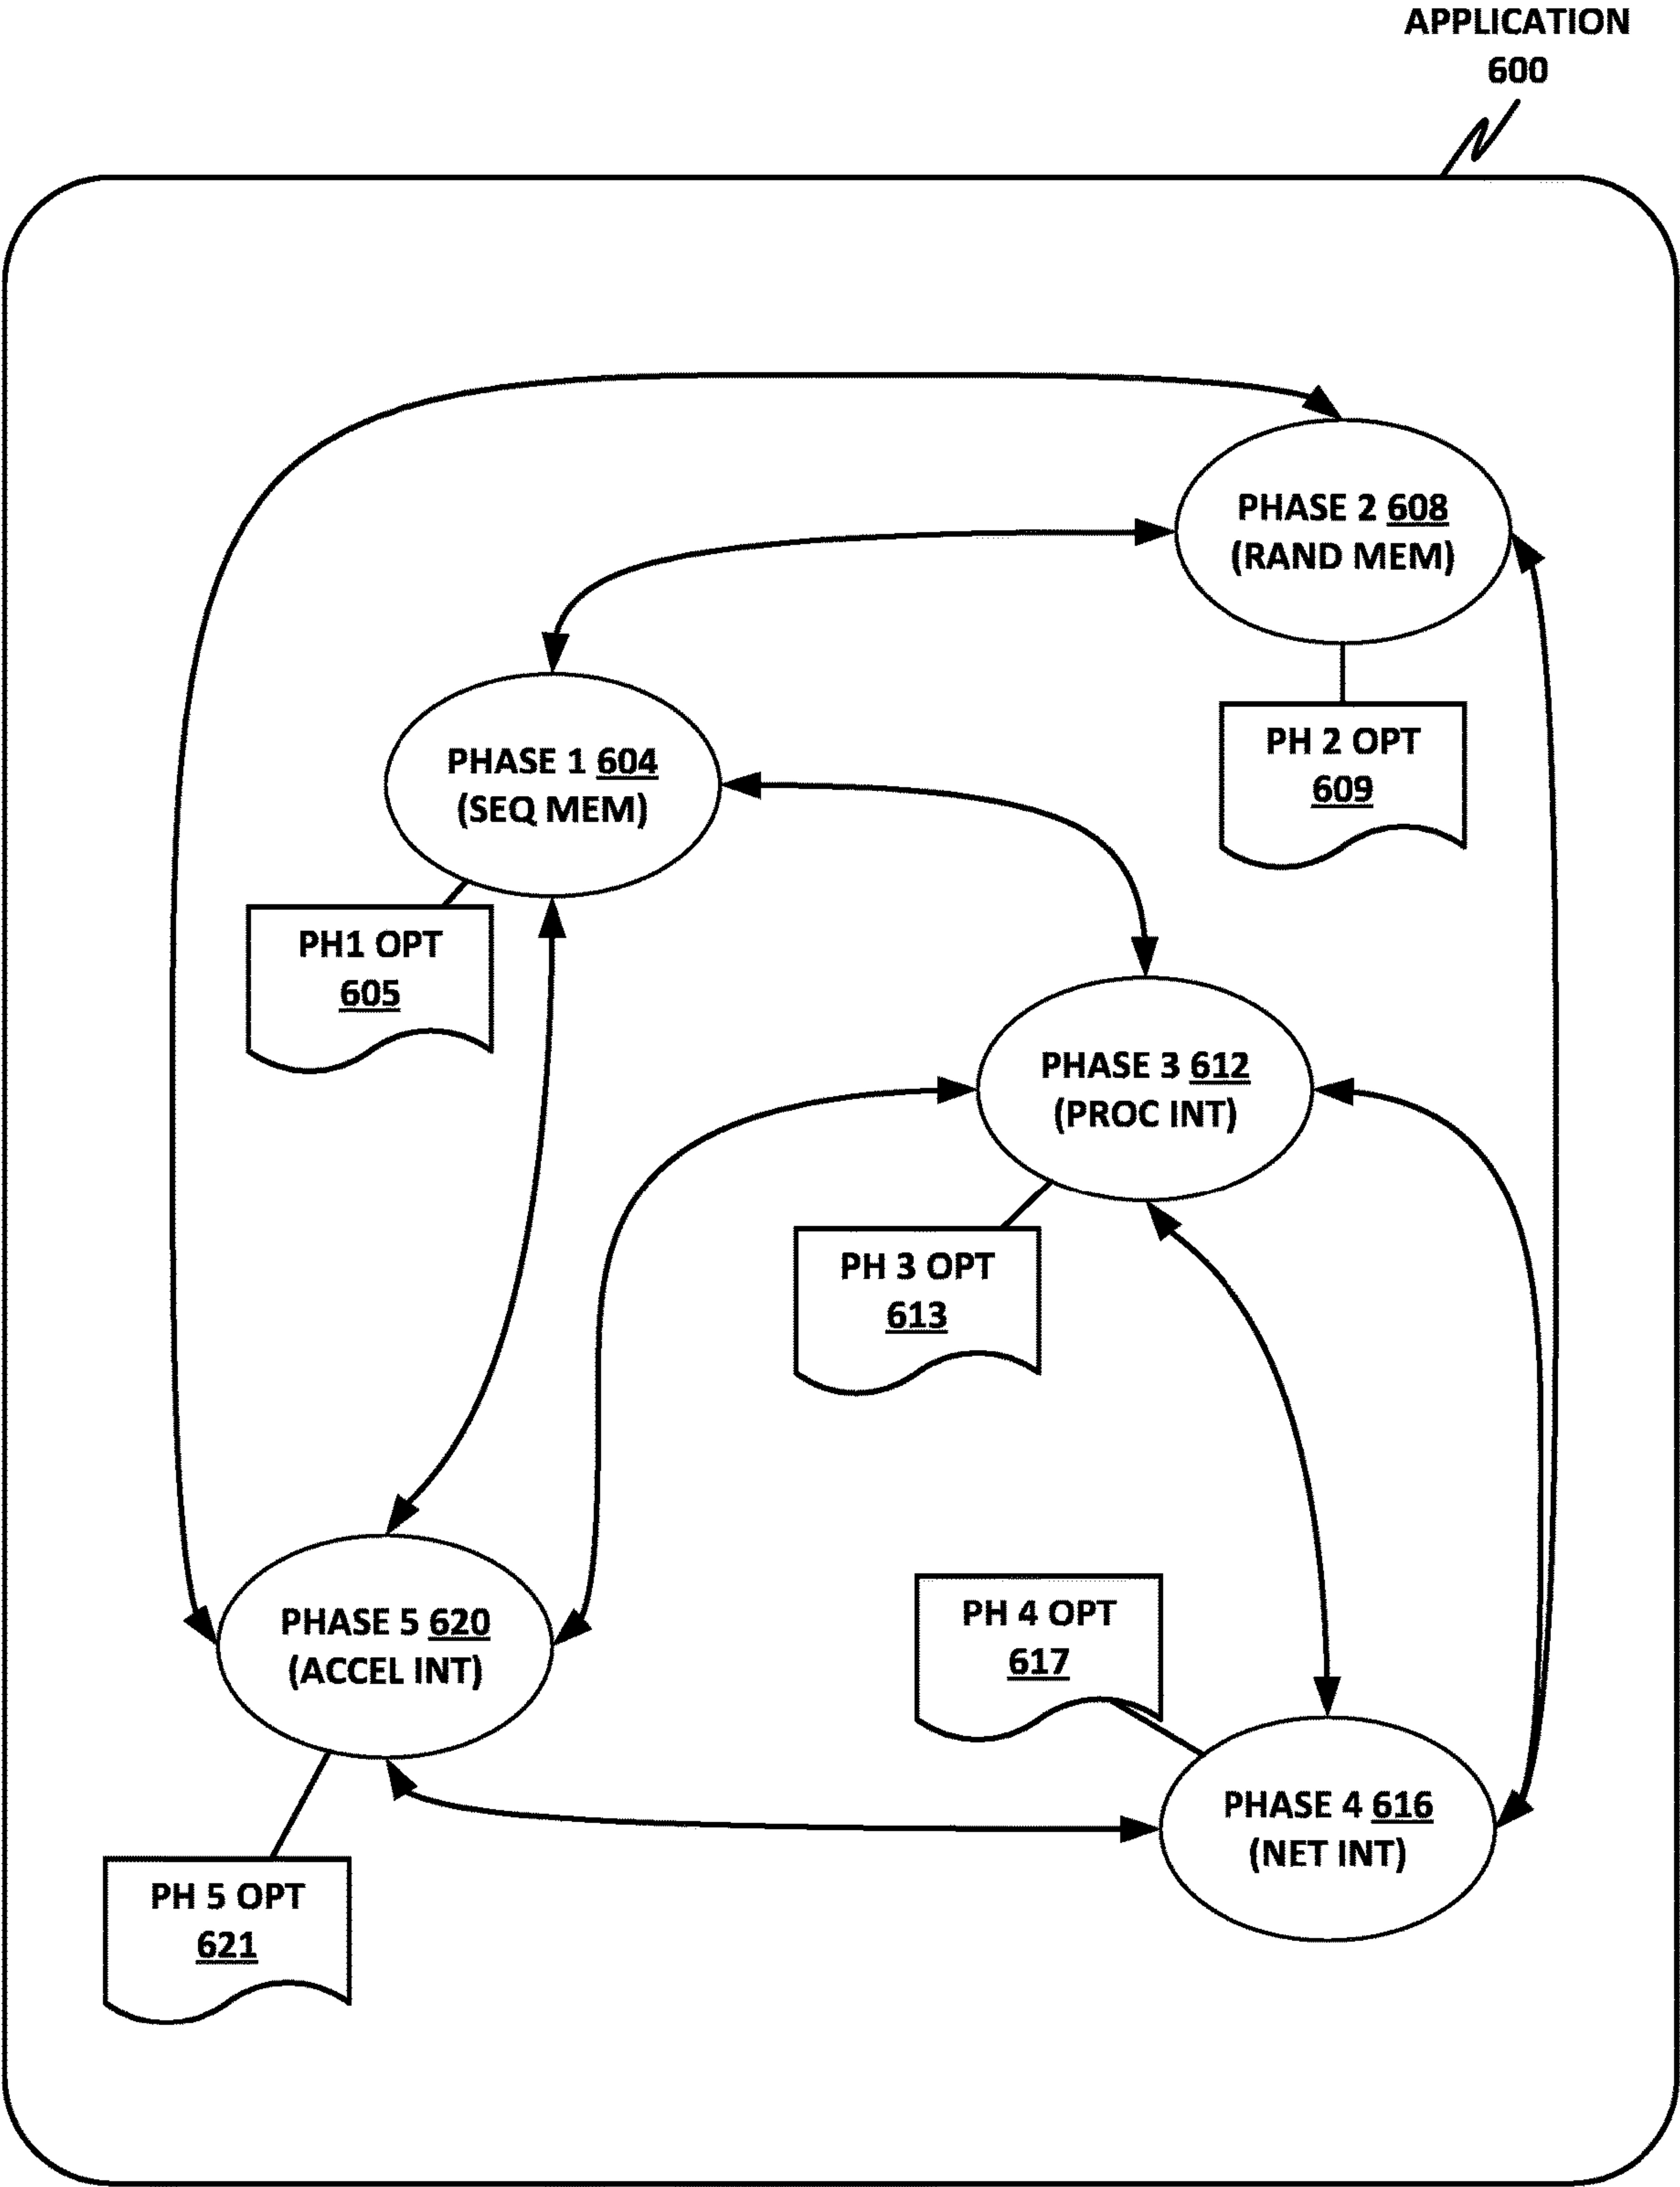 APPLICATION
600
PHASE 2 608
(RAND MEM)
PH 2 OPT
609
PHASE 1 604
(SEQ MEM)
PH1 OPT
605
PHASE 3 612
(PROC INT)
PH 3 OPT
613
PH 4 OPT
617
PHASE 5 620
(ACCEL INT)
PHASE 4 616
(NET INT)
PH 5 OPT
621